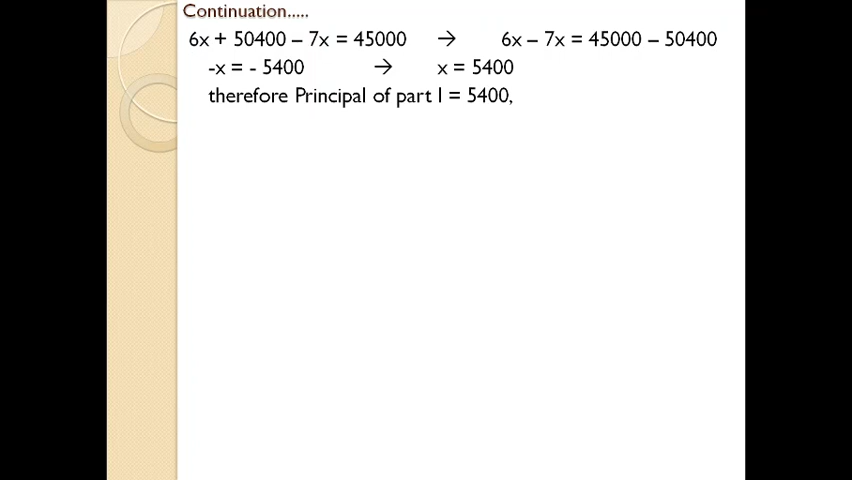 Continuation.....
6x + 50400 – 7x = 45000 → 6x – 7x = 45000 – 50400
-x = - 5400 → x = 5400
therefore Principal of part I = 5400,